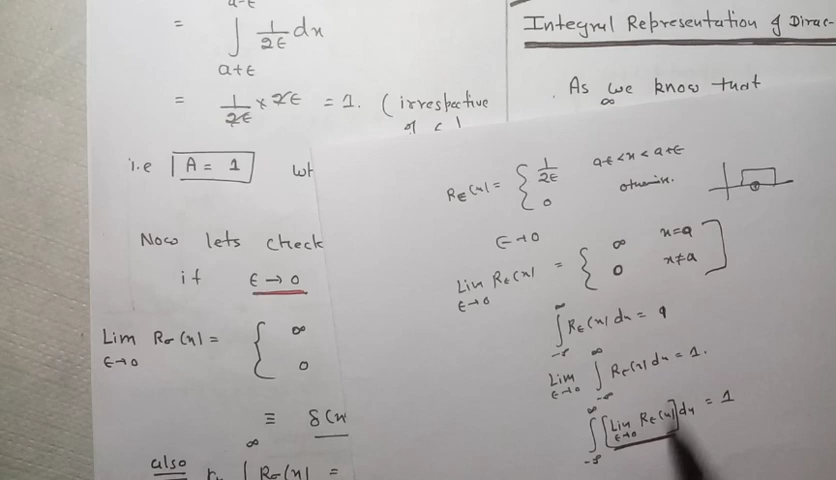 a-ε
= ∫ 1/2ε dx
a+ε
= 1/2ε × 2ε = 1. (irrespective
of
i.e A = 1
Now lets check
if ε → 0
Lim Rε(x) = { ∞
ε→0 0
≡ δ(x
also
∞
∫ Rε(x) =
Integral Representation of Dirac-
As we know that
∞
Rε(x) = { 1/2ε a-ε<x<a+ε
0 otherwise.
ε→0
Lim Rε(x) = { ∞ x=a
ε→0 0 x≠a
∫ Rε(x) dx = 1
Lim ∫ Rε(x) dx = 1.
ε→0
∫ [Lim Rε(x)] dx = 1
ε→0